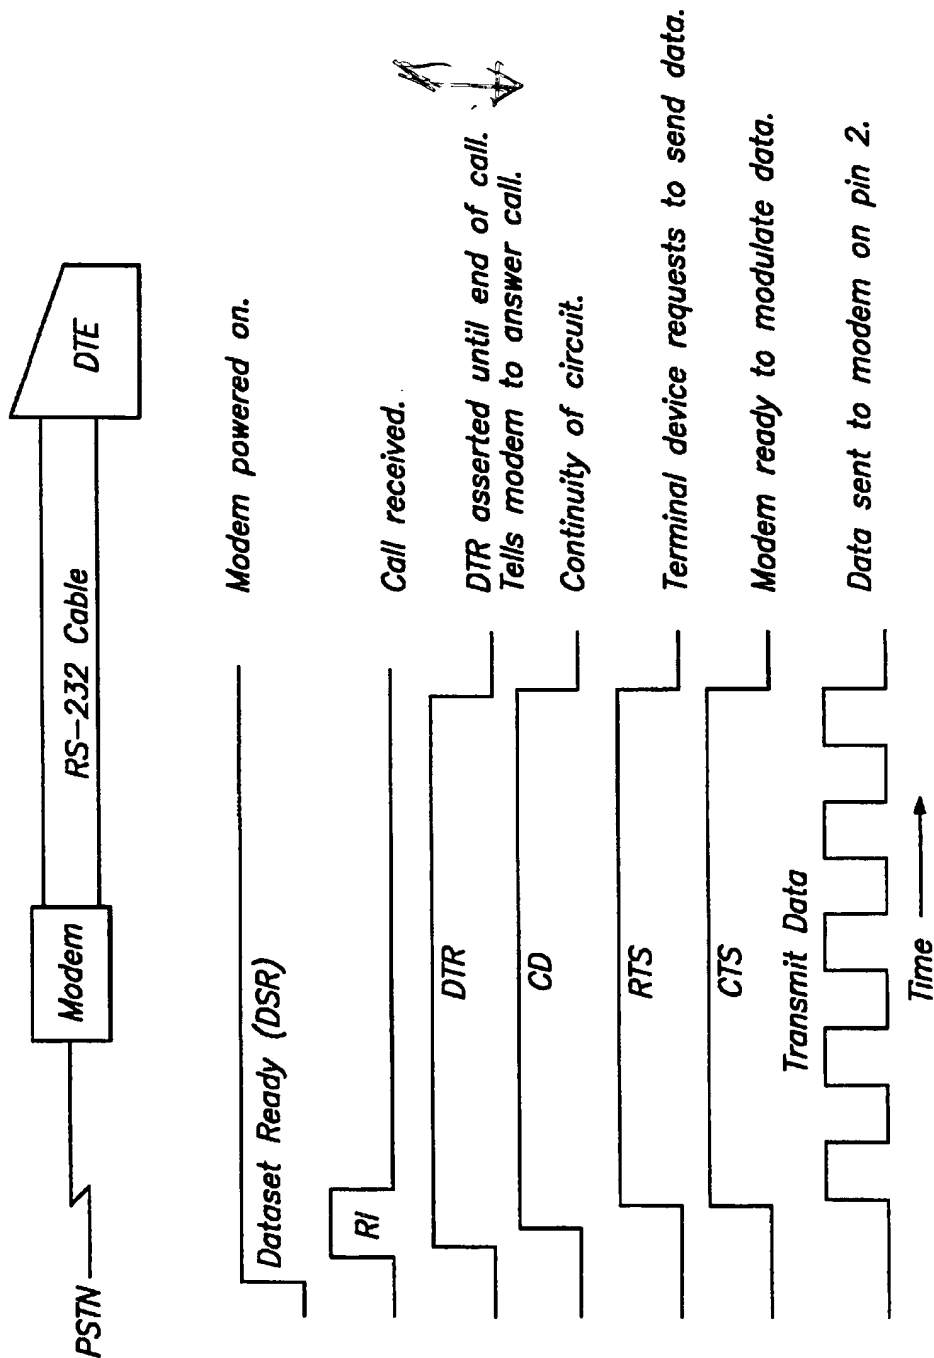 PSTN
Modem
RS-232 Cable
DTE
Dataset Ready (DSR)
Modem powered on.
RI
Call received.
DTR
DTR asserted until end of call.
Tells modem to answer call.
CD
Continuity of circuit.
RTS
Terminal device requests to send data.
CTS
Modem ready to modulate data.
Transmit Data
Data sent to modem on pin 2.
Time